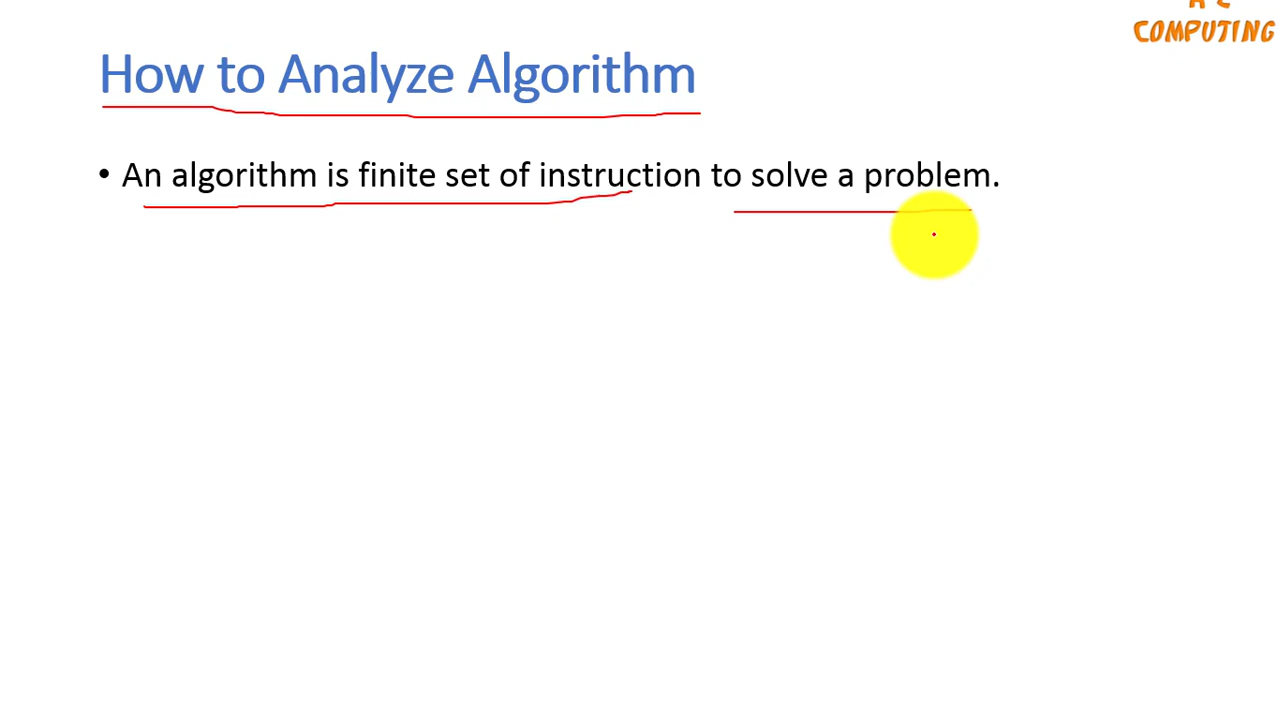 COMPUTING
How to Analyze Algorithm
• An algorithm is finite set of instruction to solve a problem.